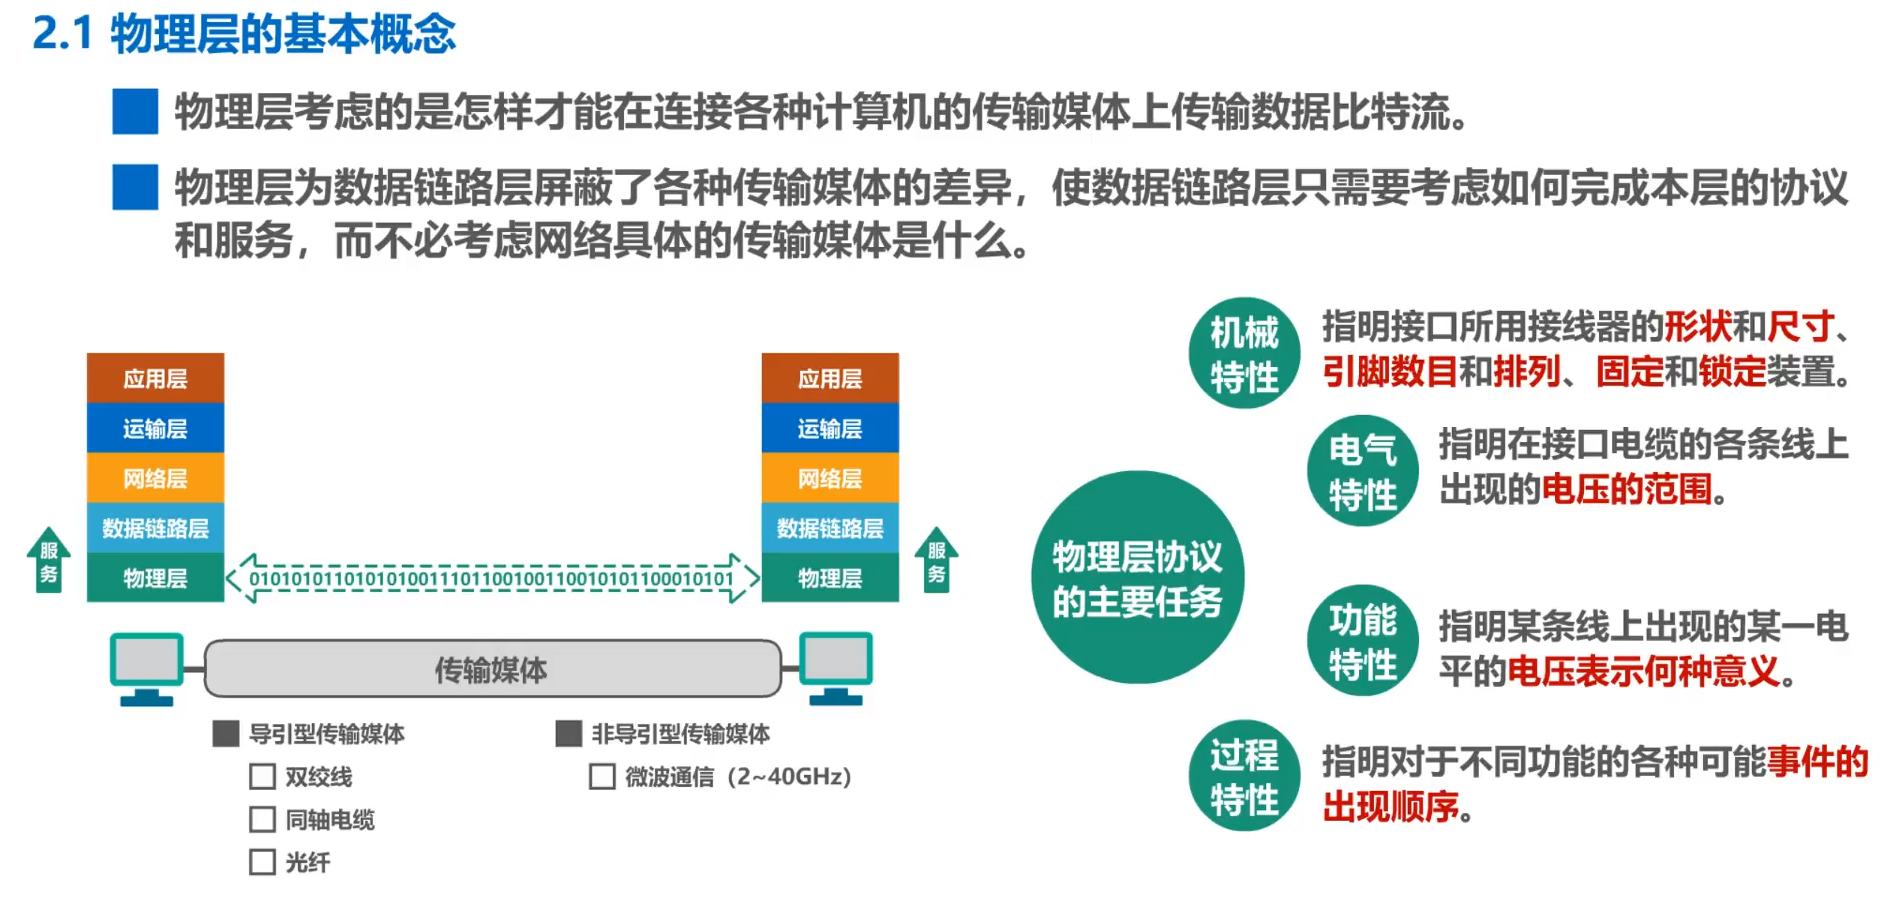 2.1 物理层的基本概念
物理层考虑的是怎样才能在连接各种计算机的传输媒体上传输数据比特流。
物理层为数据链路层屏蔽了各种传输媒体的差异，使数据链路层只需要考虑如何完成本层的协议
和服务，而不必考虑网络具体的传输媒体是什么。
应用层
运输层
网络层
数据链路层
物理层
服
务
0101010110101010011101100100110010101100010101
应用层
运输层
网络层
数据链路层
物理层
服
务
传输媒体
导引型传输媒体
双绞线
同轴电缆
光纤
非导引型传输媒体
微波通信（2~40GHz）
物理层协议
的主要任务
机械
特性
指明接口所用接线器的形状和尺寸、
引脚数目和排列、固定和锁定装置。
电气
特性
指明在接口电缆的各条线上
出现的电压的范围。
功能
特性
指明某条线上出现的某一电
平的电压表示何种意义。
过程
特性
指明对于不同功能的各种可能事件的
出现顺序。